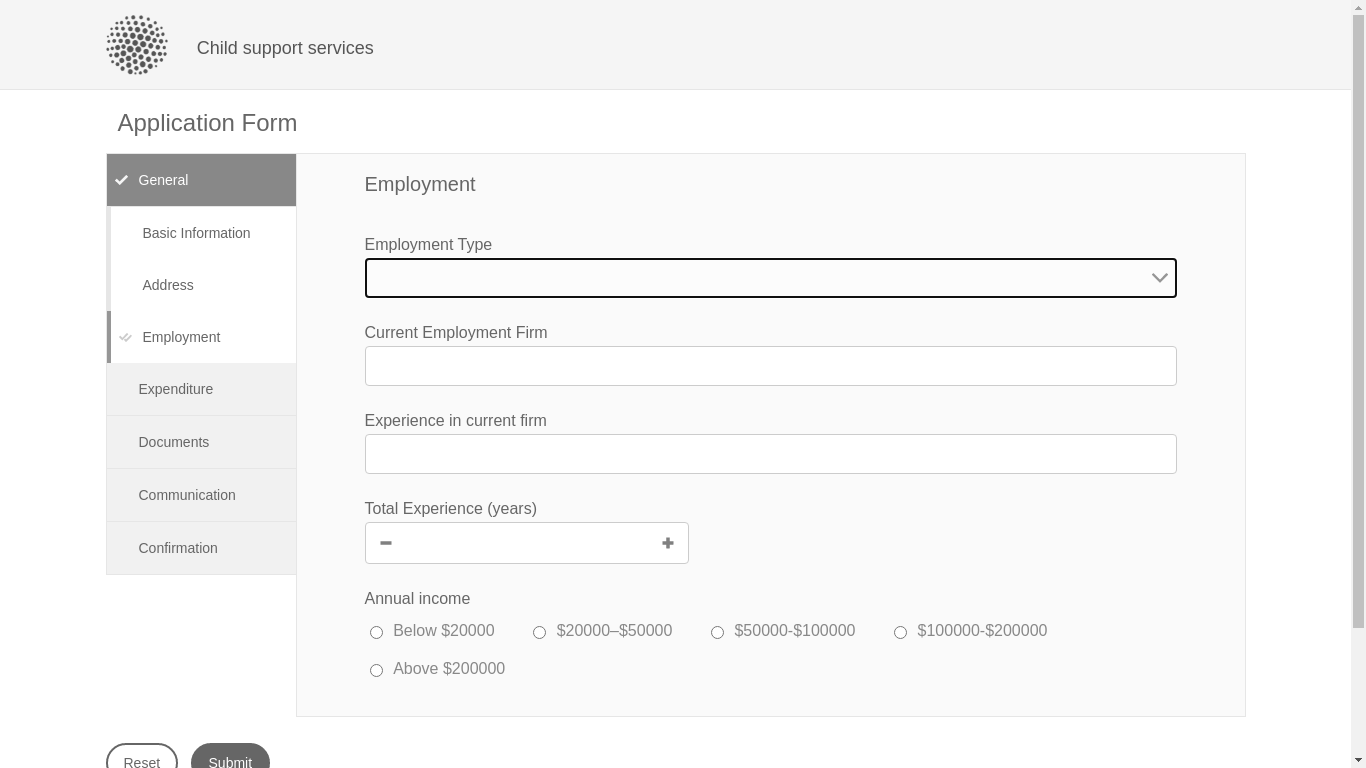 Child support services
Application Form
General
Basic Information
Address
Employment
Expenditure
Documents
Communication
Confirmation
Employment
Employment Type
Current Employment Firm
Experience in current firm
Total Experience (years)
Annual income
Below $20000
$20000–$50000
$50000-$100000
$100000-$200000
Above $200000
Reset
Submit